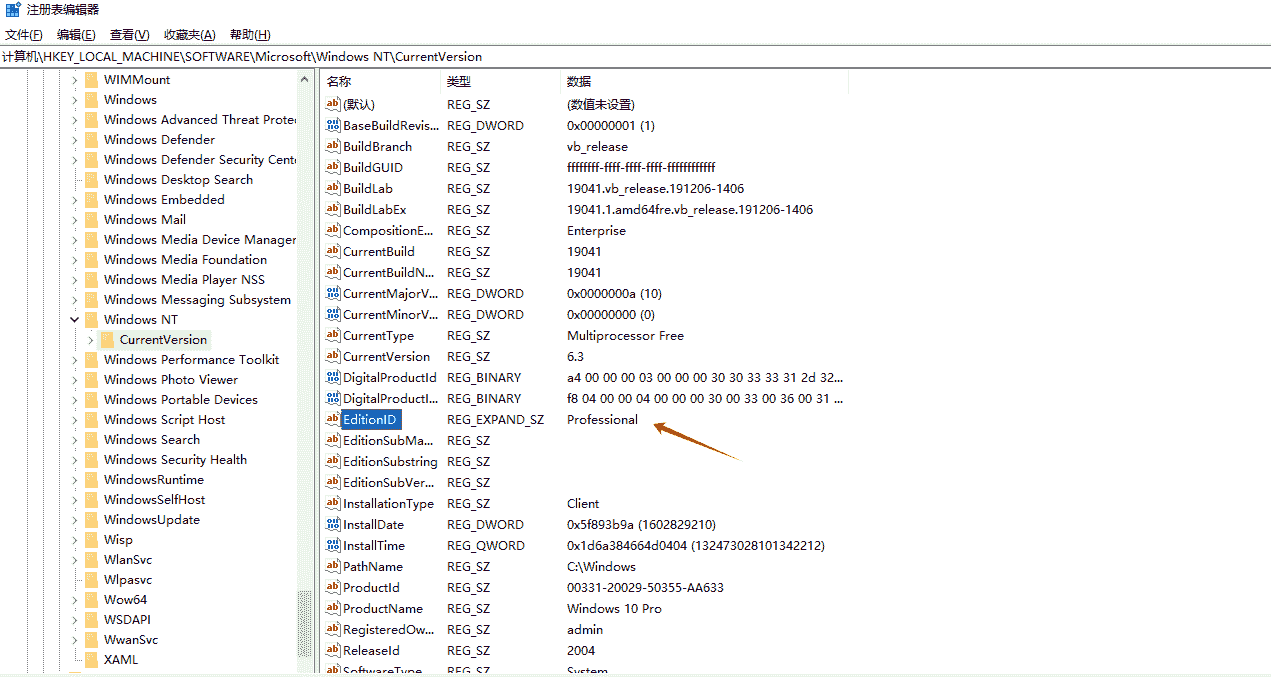 注册表编辑器
文件(F) 编辑(E) 查看(V) 收藏夹(A) 帮助(H)
计算机\HKEY_LOCAL_MACHINE\SOFTWARE\Microsoft\Windows NT\CurrentVersion
WIMMount
Windows
Windows Advanced Threat Protec
Windows Defender
Windows Defender Security Cente
Windows Desktop Search
Windows Embedded
Windows Mail
Windows Media Device Manager
Windows Media Foundation
Windows Media Player NSS
Windows Messaging Subsystem
Windows NT
CurrentVersion
Windows Performance Toolkit
Windows Photo Viewer
Windows Portable Devices
Windows Script Host
Windows Search
Windows Security Health
WindowsRuntime
WindowsSelfHost
WindowsUpdate
Wisp
WlanSvc
Wlpasvc
Wow64
WSDAPI
WwanSvc
XAML
名称 类型 数据
(默认) REG_SZ (数值未设置)
BaseBuildRevis... REG_DWORD 0x00000001 (1)
BuildBranch REG_SZ vb_release
BuildGUID REG_SZ ffffffff-ffff-ffff-ffff-ffffffffffff
BuildLab REG_SZ 19041.vb_release.191206-1406
BuildLabEx REG_SZ 19041.1.amd64fre.vb_release.191206-1406
CompositionE... REG_SZ Enterprise
CurrentBuild REG_SZ 19041
CurrentBuildN... REG_SZ 19041
CurrentMajorV... REG_DWORD 0x0000000a (10)
CurrentMinorV... REG_DWORD 0x00000000 (0)
CurrentType REG_SZ Multiprocessor Free
CurrentVersion REG_SZ 6.3
DigitalProductId REG_BINARY a4 00 00 00 03 00 00 00 30 30 33 33 31 2d 32...
DigitalProductI... REG_BINARY f8 04 00 00 04 00 00 00 30 00 33 00 36 00 31 ...
EditionID REG_EXPAND_SZ Professional
EditionSubMa... REG_SZ
EditionSubstring REG_SZ
EditionSubVer... REG_SZ
InstallationType REG_SZ Client
InstallDate REG_DWORD 0x5f893b9a (1602829210)
InstallTime REG_QWORD 0x1d6a384664d0404 (132473028101342212)
PathName REG_SZ C:\Windows
ProductId REG_SZ 00331-20029-50355-AA633
ProductName REG_SZ Windows 10 Pro
RegisteredOw... REG_SZ admin
ReleaseId REG_SZ 2004
SoftwareType REG_SZ System